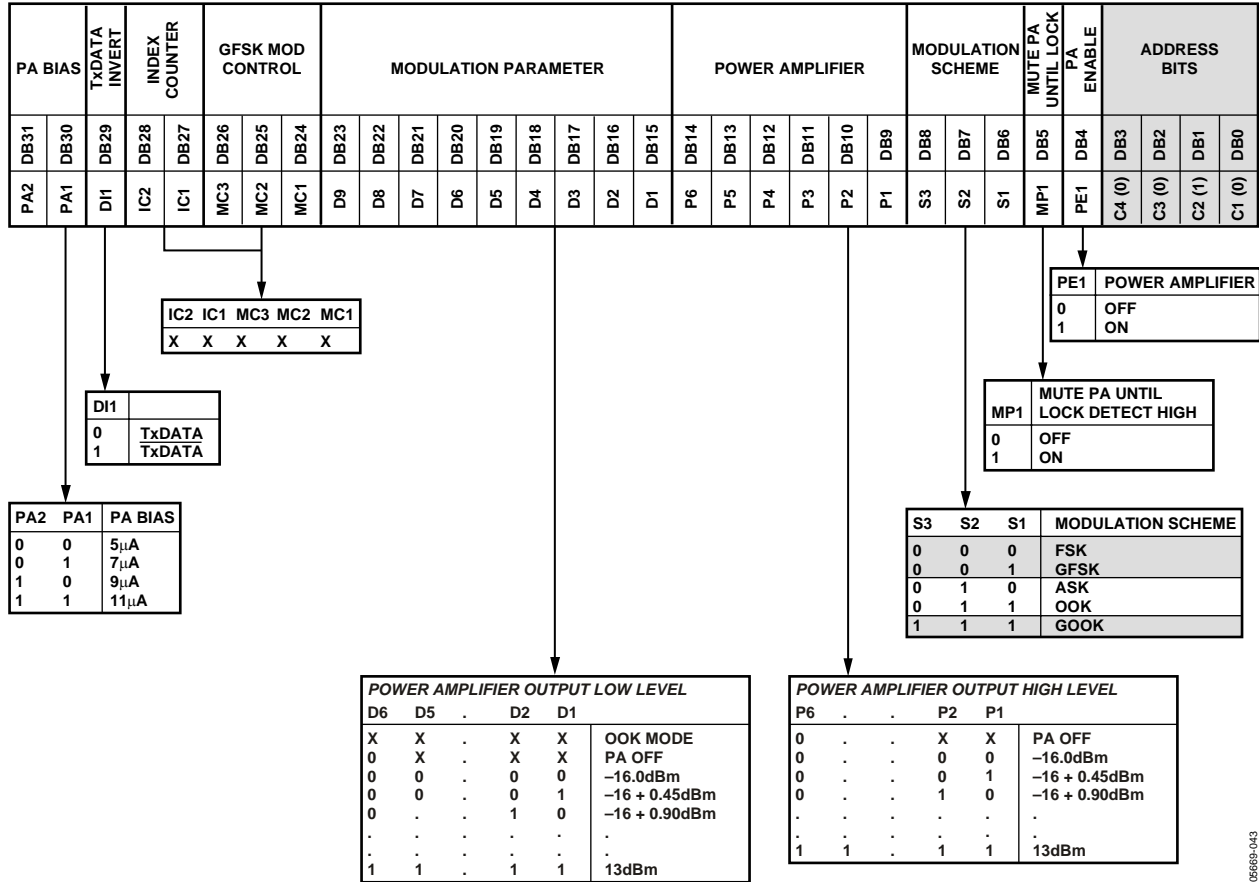 PA BIAS
TxDATA
INVERT
INDEX
COUNTER
GFSK MOD
CONTROL
MODULATION PARAMETER
POWER AMPLIFIER
MODULATION
SCHEME
MUTE PA
UNTIL LOCK
PA
ENABLE
ADDRESS
BITS
DB31 DB30 DB29 DB28 DB27 DB26 DB25 DB24 DB23 DB22 DB21 DB20 DB19 DB18 DB17 DB16 DB15 DB14 DB13 DB12 DB11 DB10 DB9 DB8 DB7 DB6 DB5 DB4 DB3 DB2 DB1 DB0
PA2 PA1 DI1 IC2 IC1 MC3 MC2 MC1 D9 D8 D7 D6 D5 D4 D3 D2 D1 P6 P5 P4 P3 P2 P1 S3 S2 S1 MP1 PE1 C4 (0) C3 (0) C2 (1) C1 (0)
PE1 POWER AMPLIFIER
0 OFF
1 ON
IC2 IC1 MC3 MC2 MC1
X X X X X
MP1 MUTE PA UNTIL
LOCK DETECT HIGH
0 OFF
1 ON
DI1
0 TxDATA
1 TxDATA
PA2 PA1 PA BIAS
0 0 5µA
0 1 7µA
1 0 9µA
1 1 11µA
S3 S2 S1 MODULATION SCHEME
0 0 0 FSK
0 0 1 GFSK
0 1 0 ASK
0 1 1 OOK
1 1 1 GOOK
POWER AMPLIFIER OUTPUT LOW LEVEL
D6 D5 . D2 D1
X X . X X OOK MODE
0 X . X X PA OFF
0 0 . 0 0 –16.0dBm
0 0 . 0 1 –16 + 0.45dBm
0 . . 1 0 –16 + 0.90dBm
. . . . . .
. . . . . .
1 1 . 1 1 13dBm
POWER AMPLIFIER OUTPUT HIGH LEVEL
P6 . . P2 P1
0 . . X X PA OFF
0 . . 0 0 –16.0dBm
0 . . 0 1 –16 + 0.45dBm
0 . . 1 0 –16 + 0.90dBm
. . . . . .
. . . . . .
1 1 . 1 1 13dBm
05669-043